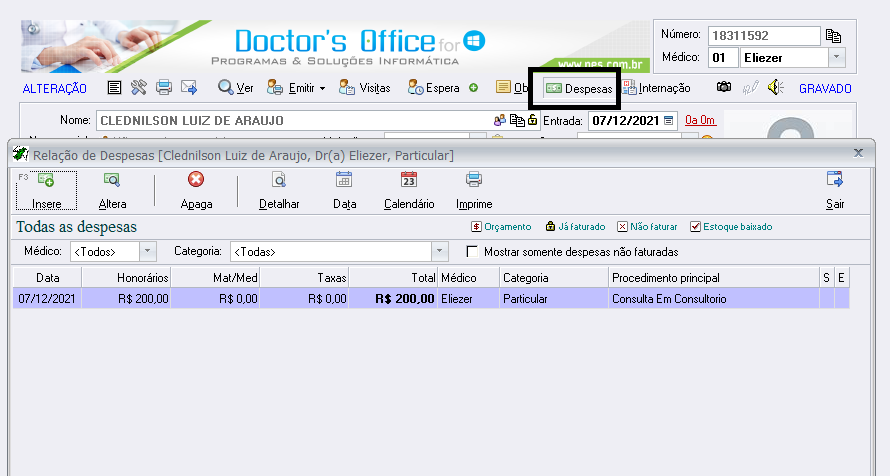 Doctor's Office for
PROGRAMAS & SOLUÇÕES INFORMÁTICA
www.pes.com.br
Número: 18311592
Médico: 01 Eliezer
ALTERAÇÃO Ver Emitir Visitas Espera Ob Despesas Internação GRAVADO
Nome: CLEDNILSON LUIZ DE ARAUJO Entrada: 07/12/2021 0a 0m
Relação de Despesas [Clednilson Luiz de Araujo, Dr(a) Eliezer, Particular] x
F3 Insere Altera Apaga Detalhar Data 23 Calendário Imprime Sair
Todas as despesas $ Orçamento Já faturado Não faturar Estoque baixado
Médico: <Todos> Categoria: <Todas> Mostrar somente despesas não faturadas
Data Honorários Mat/Med Taxas Total Médico Categoria Procedimento principal S E
07/12/2021 R$ 200,00 R$ 0,00 R$ 0,00 R$ 200,00 Eliezer Particular Consulta Em Consultorio